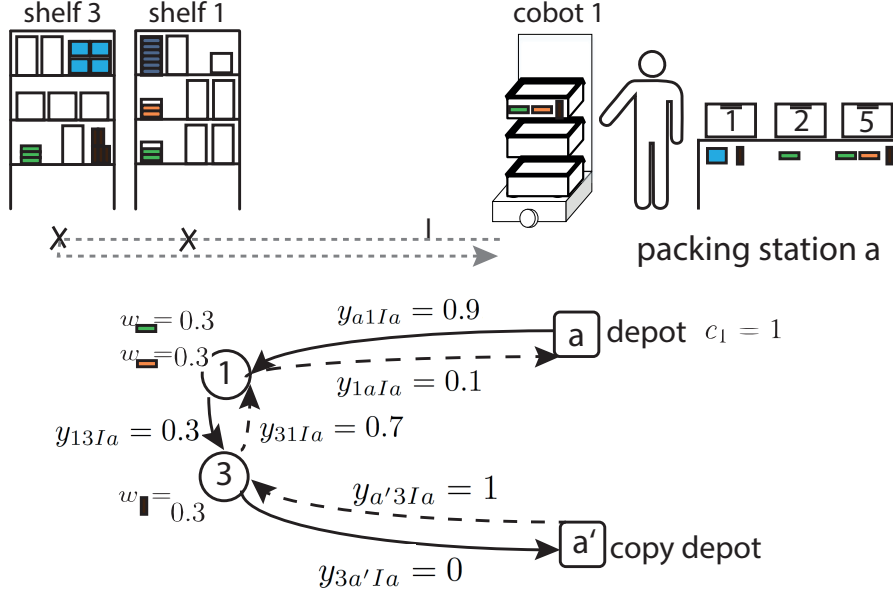 shelf 3 shelf 1 cobot 1
1 2 5
packing station a
w = 0.3
w = 0.3
y_{a1Ia} = 0.9
a depot c_1 = 1
1
y_{1aIa} = 0.1
y_{13Ia} = 0.3
y_{31Ia} = 0.7
3
w = 0.3
y_{a'3Ia} = 1
a' copy depot
y_{3a'Ia} = 0